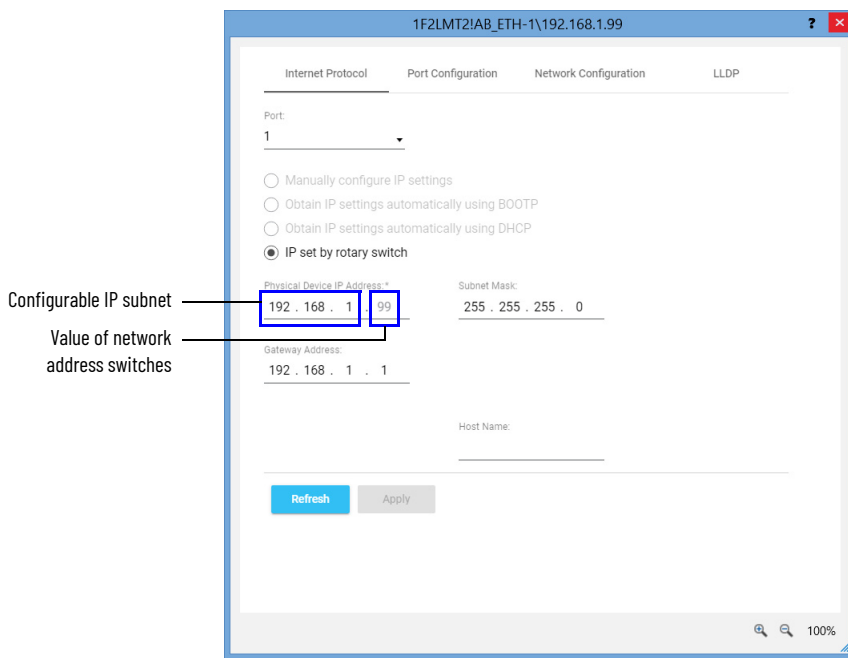 1F2LMT2!AB_ETH-1\192.168.1.99 ? ×
Internet Protocol Port Configuration Network Configuration LLDP
Port:
1
Manually configure IP settings
Obtain IP settings automatically using BOOTP
Obtain IP settings automatically using DHCP
IP set by rotary switch
Physical Device IP Address:* Subnet Mask:
Configurable IP subnet
192 . 168 . 1 . 99 255 . 255 . 255 . 0
Value of network
address switches
Gateway Address:
192 . 168 . 1 . 1
Host Name:
Refresh Apply
100%